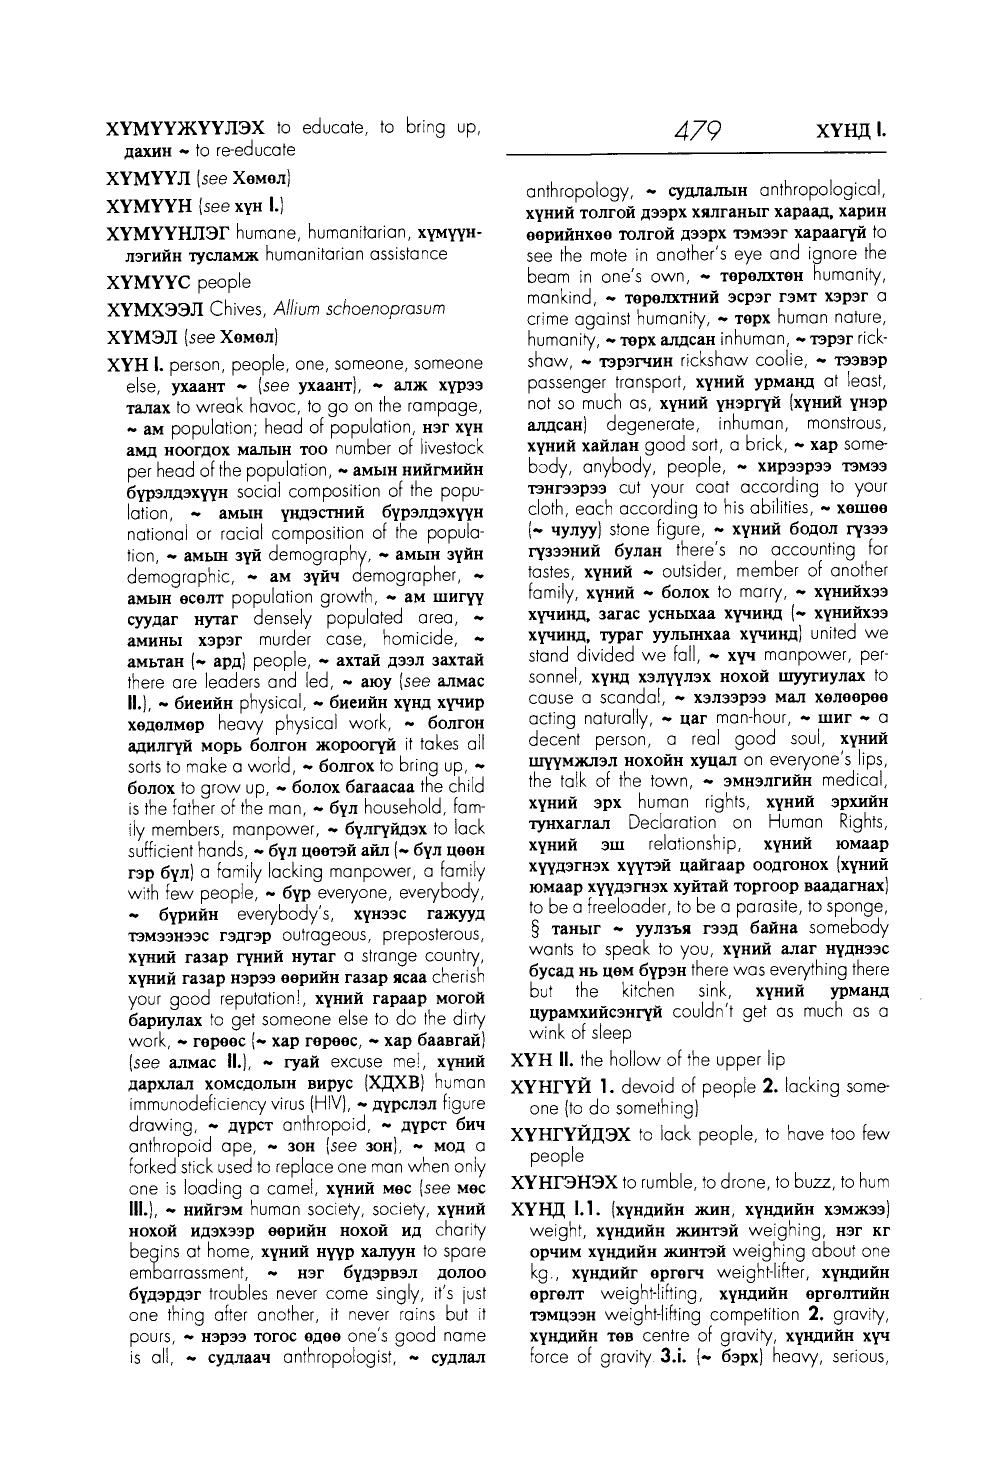 ХҮМҮҮЖҮҮЛЭХ to educate, to bring up,
дахин ~ to re-educate
ХҮМҮҮЛ (see Хөмөл)
ХҮМҮҮН (see хүн I.)
ХҮМҮҮНЛЭГ humane, humanitarian, хүмүүн-
лэгийн тусламж humanitarian assistance
ХҮМҮҮС people
ХҮМХЭЭЛ Chives, Allium schoenoprasum
ХҮМЭЛ (see Хөмөл)
ХҮН I. person, people, one, someone, someone
else, ухаант ~ (see ухаант), ~ алж хүрээ
талах to wreak havoc, to go on the rampage,
~ ам population; head of population, нэг хүн
амд ноогдох малын тоо number of livestock
per head of the population, ~ амын нийгмийн
бүрэлдэхүүн social composition of the popu-
lation, ~ амын үндэстний бүрэлдэхүүн
national or racial composition of the popula-
tion, ~ амын зүй demography, ~ амын зүйн
demographic, ~ ам зүйч demographer, ~
амын өсөлт population growth, ~ ам шигүү
суудаг нутаг densely populated area, ~
амины хэрэг murder case, homicide, ~
амьтан (~ ард) people, ~ ахтай дээл захтай
there are leaders and led, ~ аюу (see алмас
II.), ~ биеийн physical, ~ биеийн хүнд хүчир
хөдөлмөр heavy physical work, ~ болгон
адилгүй морь болгон жороогүй it takes all
sorts to make a world, ~ болгох to bring up, ~
болох to grow up, ~ болох багаасаа the child
is the father of the man, ~ бүл household, fam-
ily members, manpower, ~ бүлгүйдэх to lack
sufficient hands, ~ бүл цөөтэй айл (~ бүл цөөн
гэр бүл) a family lacking manpower, a family
with few people, ~ бүр everyone, everybody,
~ бүрийн everybody's, хүнээс гажууд
тэмээнээс гэдгэр outrageous, preposterous,
хүний газар гүний нутаг a strange country,
хүний газар нэрээ өөрийн газар ясаа cherish
your good reputation!, хүний гараар могой
бариулах to get someone else to do the dirty
work, ~ гөрөөс (~ хар гөрөөс, ~ хар баавгай)
(see алмас II.), ~ гуай excuse me!, хүний
дархлал хомсдолын вирус (ХДХВ) human
immunodeficiency virus (HIV), ~ дүрслэл figure
drawing, ~ дүрст anthropoid, ~ дүрст бич
anthropoid ape, ~ зон (see зон), ~ мод a
forked stick used to replace one man when only
one is loading a camel, хүний мөс (see мөс
III.), ~ нийгэм human society, society, хүний
нохой идэхээр өөрийн нохой ид charity
begins at home, хүний нүүр халуун to spare
embarrassment, ~ нэг бүдэрвэл долоо
бүдэрдэг troubles never come singly, it's just
one thing after another, it never rains but it
pours, ~ нэрээ тогос өдөө one's good name
is all, ~ судлаач anthropologist, ~ судлал
479 ХҮНД I.
anthropology, ~ судлалын anthropological,
хүний толгой дээрх хялганыг хараад, харин
өөрийнхөө толгой дээрх тэмээг хараагүй to
see the mote in another's eye and ignore the
beam in one's own, ~ төрөлхтөн humanity,
mankind, ~ төрөлхтний эсрэг гэмт хэрэг a
crime against humanity, ~ төрх human nature,
humanity, ~ төрх алдсан inhuman, ~ тэрэг rick-
shaw, ~ тэрэгчин rickshaw coolie, ~ тээвэр
passenger transport, хүний урманд at least,
not so much as, хүний үнэргүй (хүний үнэр
алдсан) degenerate, inhuman, monstrous,
хүний хайлан good sort, a brick, ~ хар some-
body, anybody, people, ~ хирээрээ тэмээ
тэнгээрээ cut your coat according to your
cloth, each according to his abilities, ~ хөшөө
(~ чулуу) stone figure, ~ хүний бодол гүзээ
гүзээний булан there's no accounting for
tastes, хүний ~ outsider, member of another
family, хүний ~ болох to marry, ~ хүнийхээ
хүчинд, загас усныхаа хүчинд (~ хүнийхээ
хүчинд, тураг уулынхаа хүчинд) united we
stand divided we fall, ~ хүч manpower, per-
sonnel, хүнд хэлүүлэх нохой шуугиулах to
cause a scandal, ~ хэлээрээ мал хөлөөрөө
acting naturally, ~ цаг man-hour, ~ шиг ~ a
decent person, a real good soul, хүний
шүүмжлэл нохойн хуцал on everyone's lips,
the talk of the town, ~ эмнэлгийн medical,
хүний эрх human rights, хүний эрхийн
тунхаглал Declaration on Human Rights,
хүний эш relationship, хүний юмаар
хүүдэгнэх хүүтэй цайгаар оодгонох (хүний
юмаар хүүдэгнэх хуйтай торгоор ваадагнах)
to be a freeloader, to be a parasite, to sponge,
§ таныг ~ уулзъя гээд байна somebody
wants to speak to you, хүний алаг нүднээс
бусад нь цөм бүрэн there was everything there
but the kitchen sink, хүний урманд
цурамхийсэнгүй couldn't get as much as a
wink of sleep
ХҮН II. the hollow of the upper lip
ХҮНГҮЙ 1. devoid of people 2. lacking some-
one (to do something)
ХҮНГҮЙДЭХ to lack people, to have too few
people
ХҮНГЭНЭХ to rumble, to drone, to buzz, to hum
ХҮНД I.1. (хүндийн жин, хүндийн хэмжээ)
weight, хүндийн жинтэй weighing, нэг кг
орчим хүндийн жинтэй weighing about one
kg., хүндийг өргөгч weight-lifter, хүндийн
өргөлт weight-lifting, хүндийн өргөлтийн
тэмцээн weight-lifting competition 2. gravity,
хүндийн төв centre of gravity, хүндийн хүч
force of gravity 3.i. (~ бэрх) heavy, serious,